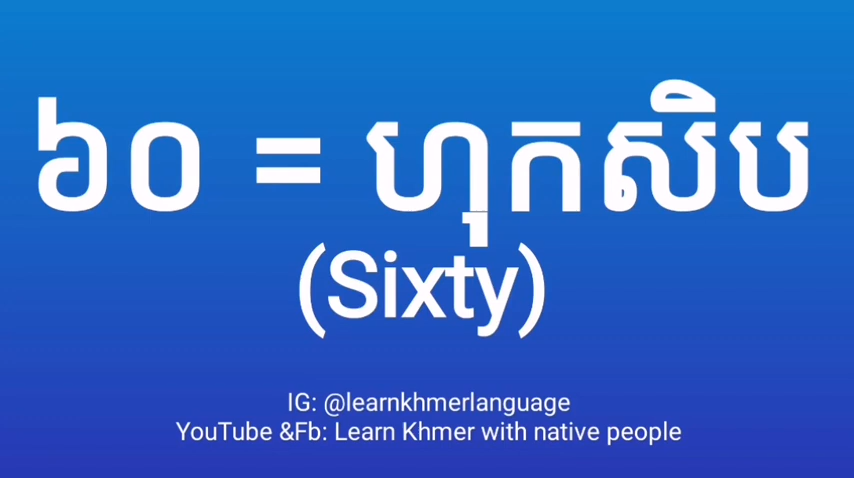 ៦០ = ហុកសិប
(Sixty)
IG: @learnkhmerlanguage
YouTube &Fb: Learn Khmer with native people